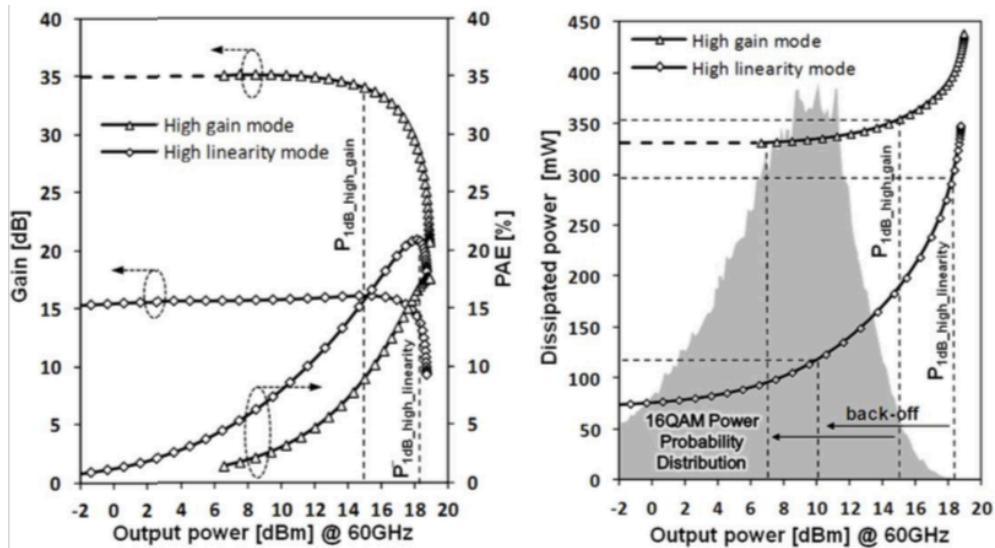 40
35
30
25
20
15
10
5
0
Gain [dB]
High gain mode
High linearity mode
P1dB_high_gain
P1dB_high_linearity
40
35
30
25
20
15
10
5
0
PAE [%]
-2 0 2 4 6 8 10 12 14 16 18 20
Output power [dBm] @ 60GHz
450
400
350
300
250
200
150
100
50
0
Dissipated power [mW]
High gain mode
High linearity mode
P1dB_high_gain
P1dB_high_linearity
back-off
16QAM Power
Probability
Distribution
-2 0 2 4 6 8 10 12 14 16 18 20
Output power [dBm] @ 60GHz